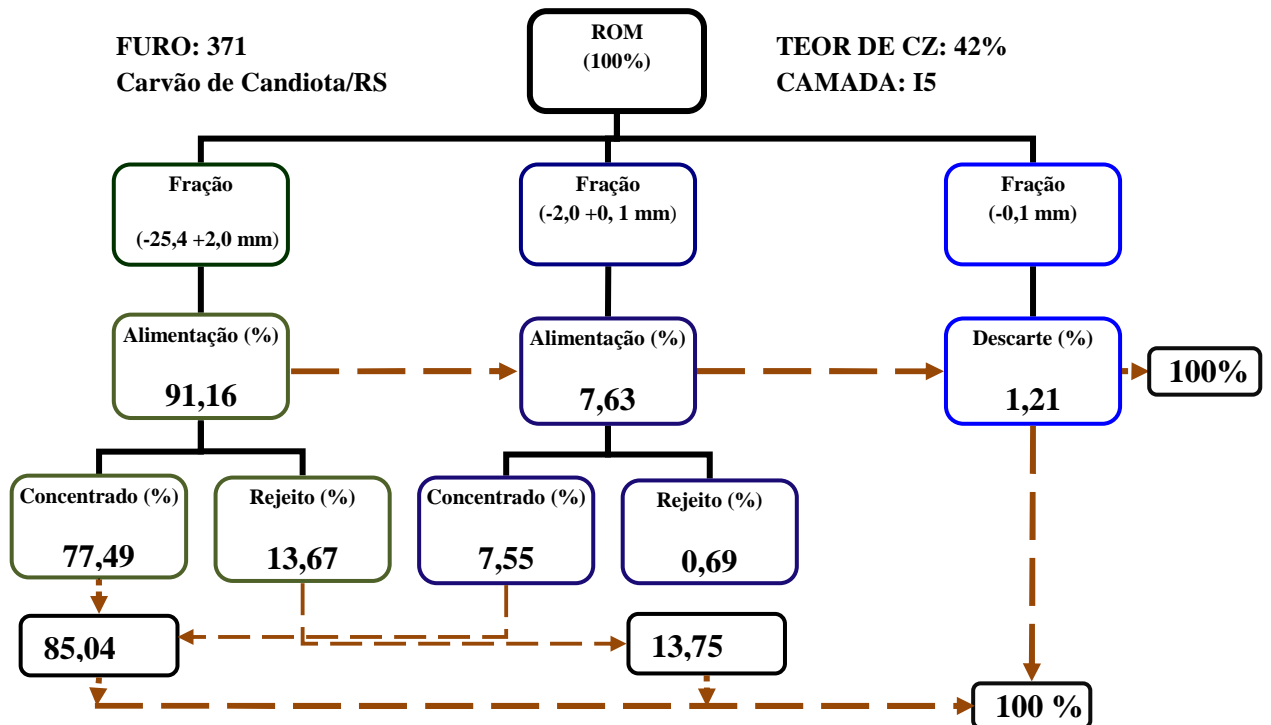 FURO: 371
Carvão de Candiota/RS
ROM
(100%)
TEOR DE CZ: 42%
CAMADA: I5
Fração
(-25,4 +2,0 mm)
Fração
(-2,0 +0, 1 mm)
Fração
(-0,1 mm)
Alimentação (%)
91,16
Alimentação (%)
7,63
Descarte (%)
1,21
100%
Concentrado (%)
77,49
Rejeito (%)
13,67
Concentrado (%)
7,55
Rejeito (%)
0,69
85,04
13,75
100 %